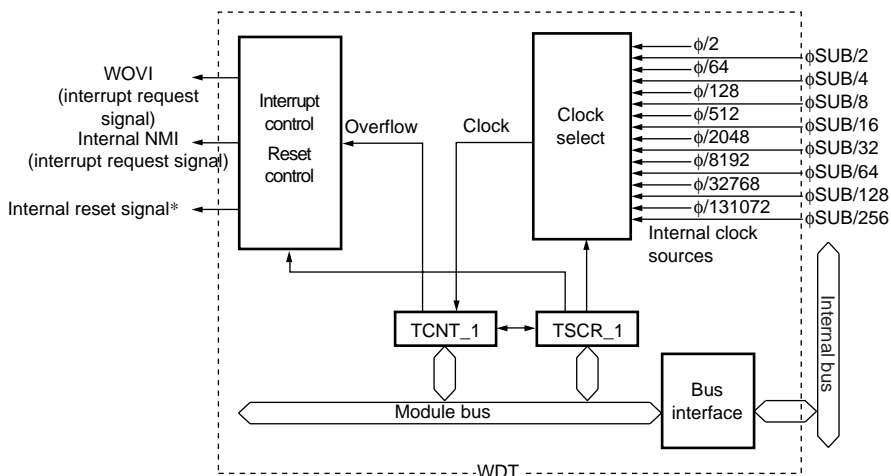 WOVI
(interrupt request
signal)
Internal NMI
(interrupt request signal)
Internal reset signal*
Interrupt
control
Reset
control
Overflow
Clock
Clock
select
ϕ/2
ϕ/64
ϕ/128
ϕ/512
ϕ/2048
ϕ/8192
ϕ/32768
ϕ/131072
Internal clock
sources
ϕSUB/2
ϕSUB/4
ϕSUB/8
ϕSUB/16
ϕSUB/32
ϕSUB/64
ϕSUB/128
ϕSUB/256
TCNT_1
TSCR_1
Module bus
Bus
interface
Internal bus
WDT